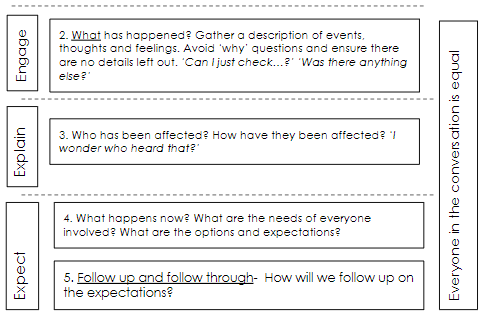 Engage
2. What has happened? Gather a description of events,
thoughts and feelings. Avoid 'why' questions and ensure there
are no details left out. 'Can I just check...?' 'Was there anything
else?'
Explain
3. Who has been affected? How have they been affected? 'I
wonder who heard that?'
Expect
4. What happens now? What are the needs of everyone
involved? What are the options and expectations?
5. Follow up and follow through- How will we follow up on
the expectations?
Everyone in the conversation is equal